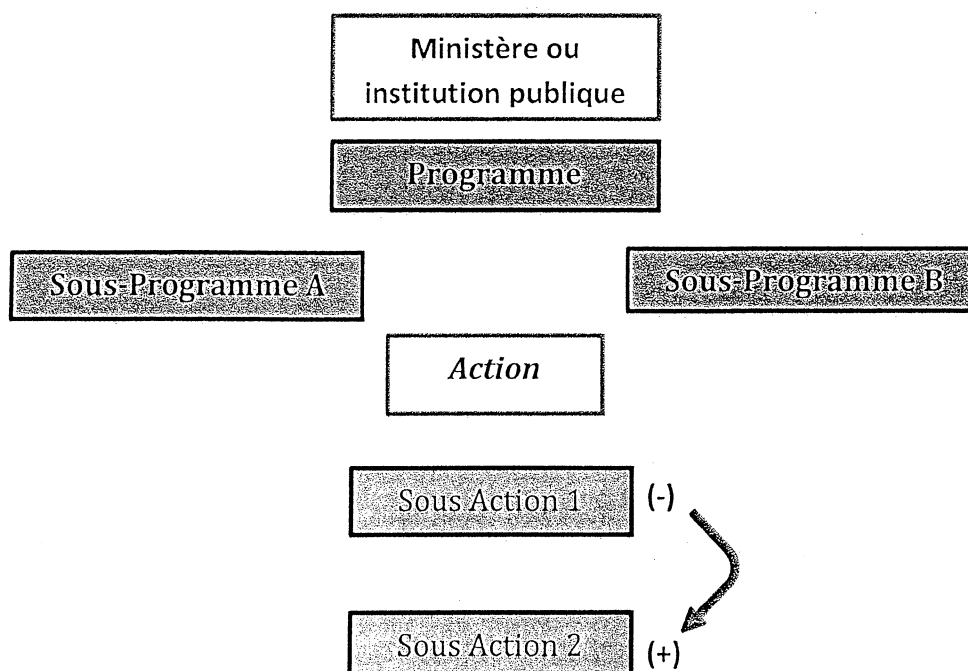 Ministère ou
institution publique
Programme
Sous-Programme A
Sous-Programme B
Action
Sous Action 1
(-)
Sous Action 2
(+)